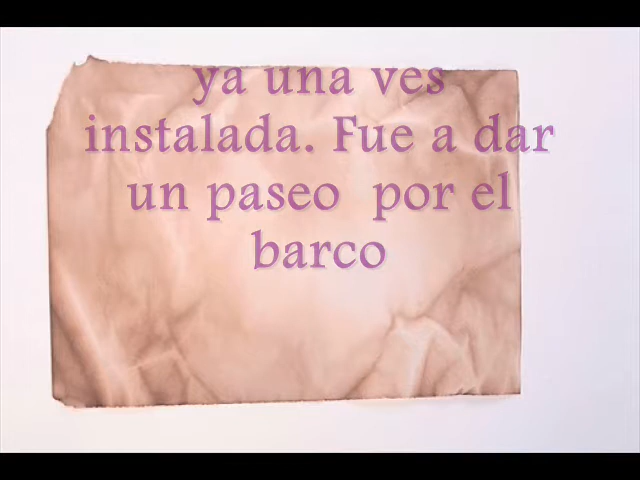 ya una ves
instalada. Fue a dar
un paseo por el
barco